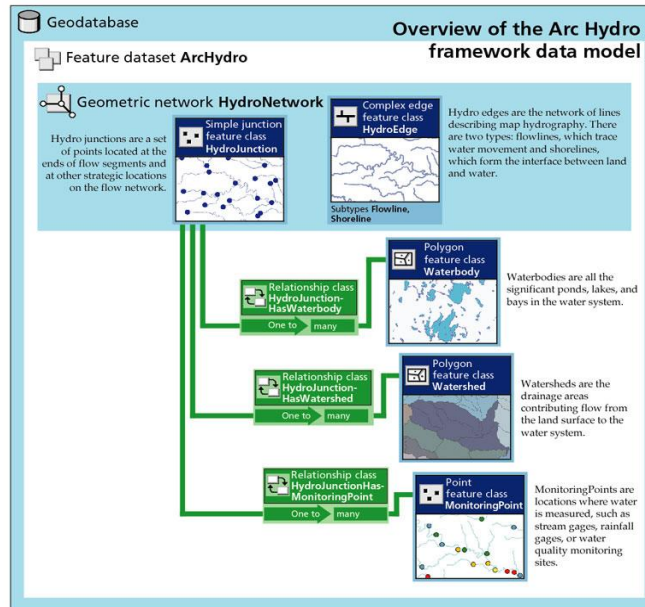 Geodatabase
Overview of the Arc Hydro
framework data model
Feature dataset ArcHydro
Geometric network HydroNetwork
Hydro junctions are a set
of points located at the
ends of flow segments and
at other strategic locations
on the flow network.
Simple junction
feature class
HydroJunction
Complex edge
feature class
HydroEdge
Subtypes Flowline,
Shoreline
Hydro edges are the network of lines
describing map hydrography. There
are two types: flowlines, which trace
water movement and shorelines,
which form the interface between land
and water.
Relationship class
HydroJunction-
HasWaterbody
One to many
Polygon
feature class
Waterbody
Waterbodies are all the
significant ponds, lakes, and
bays in the water system.
Relationship class
HydroJunction-
HasWatershed
One to many
Polygon
feature class
Watershed
Watersheds are the
drainage areas
contributing flow from
the land surface to the
water system.
Relationship class
HydroJunctionHas-
MonitoringPoint
One to many
Point
feature class
MonitoringPoint
MonitoringPoints are
locations where water
is measured, such as
stream gages, rainfall
gages, or water
quality monitoring
sites.